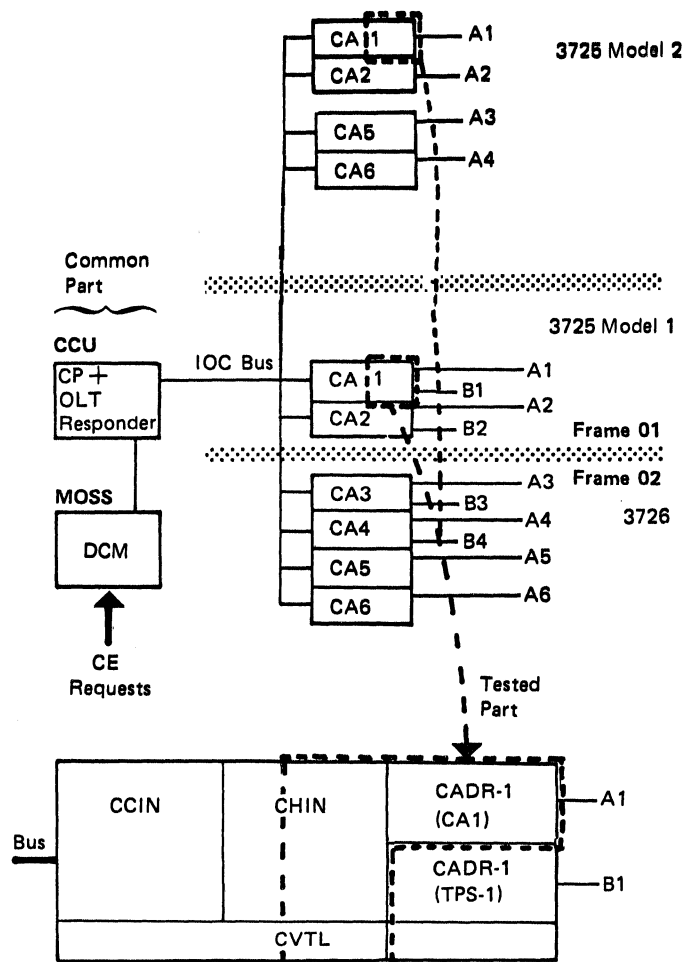 CA 1
A1
3725 Model 2
CA2
A2
CA5
A3
CA6
A4
Common
Part
3725 Model 1
CCU
CP +
OLT
Responder
IOC Bus
CA 1
A1
B1
CA2
A2
B2
Frame 01
MOSS
DCM
Frame 02
3726
CA3
A3
B3
CA4
A4
B4
CA5
A5
CA6
A6
CE
Requests
Tested
Part
Bus
CCIN
CHIN
CADR-1
(CA1)
A1
CADR-1
(TPS-1)
B1
CVTL